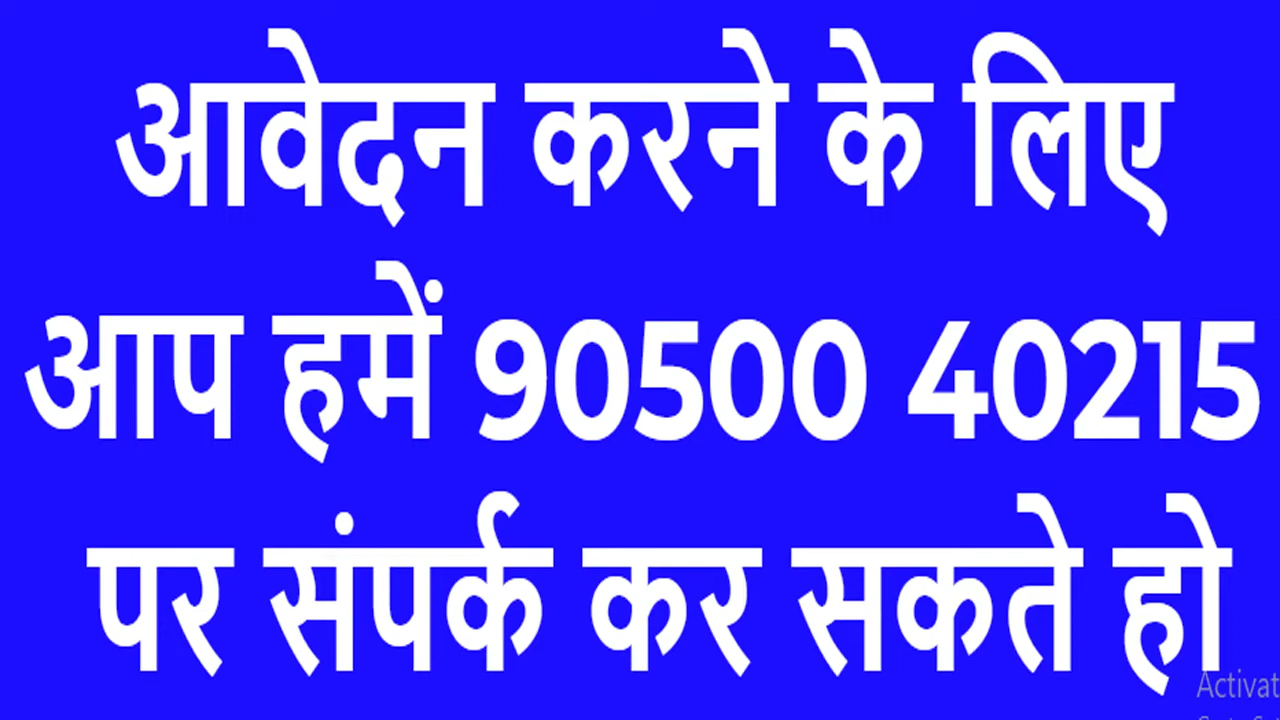 आवेदन करने के लिए
आप हमें 90500 40215
पर संपर्क कर सकते हो
Activat